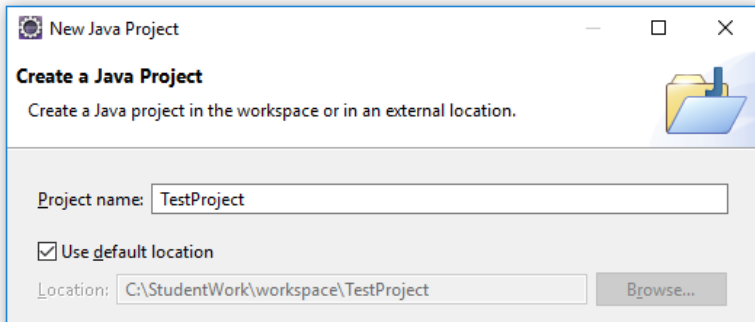 New Java Project
Create a Java Project
Create a Java project in the workspace or in an external location.
Project name: TestProject
Use default location
Location: C:\StudentWork\workspace\TestProject Browse...